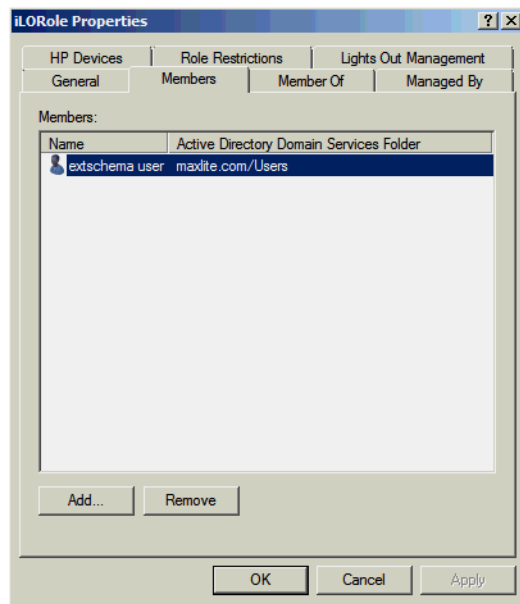 iLORole Properties
HP Devices Role Restrictions Lights Out Management
General Members Member Of Managed By
Members:
Name Active Directory Domain Services Folder
extschema user maxlite.com/Users
Add... Remove
OK Cancel Apply